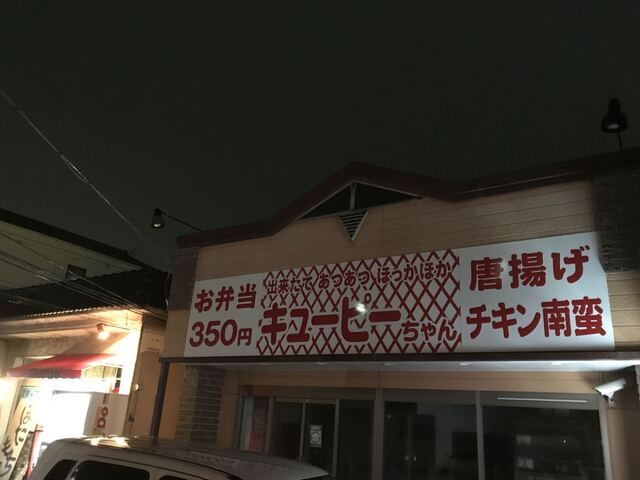 お弁当
350円
出来たて あつあつ ほっかほか
キューピーちゃん
唐揚げ
チキン南蛮